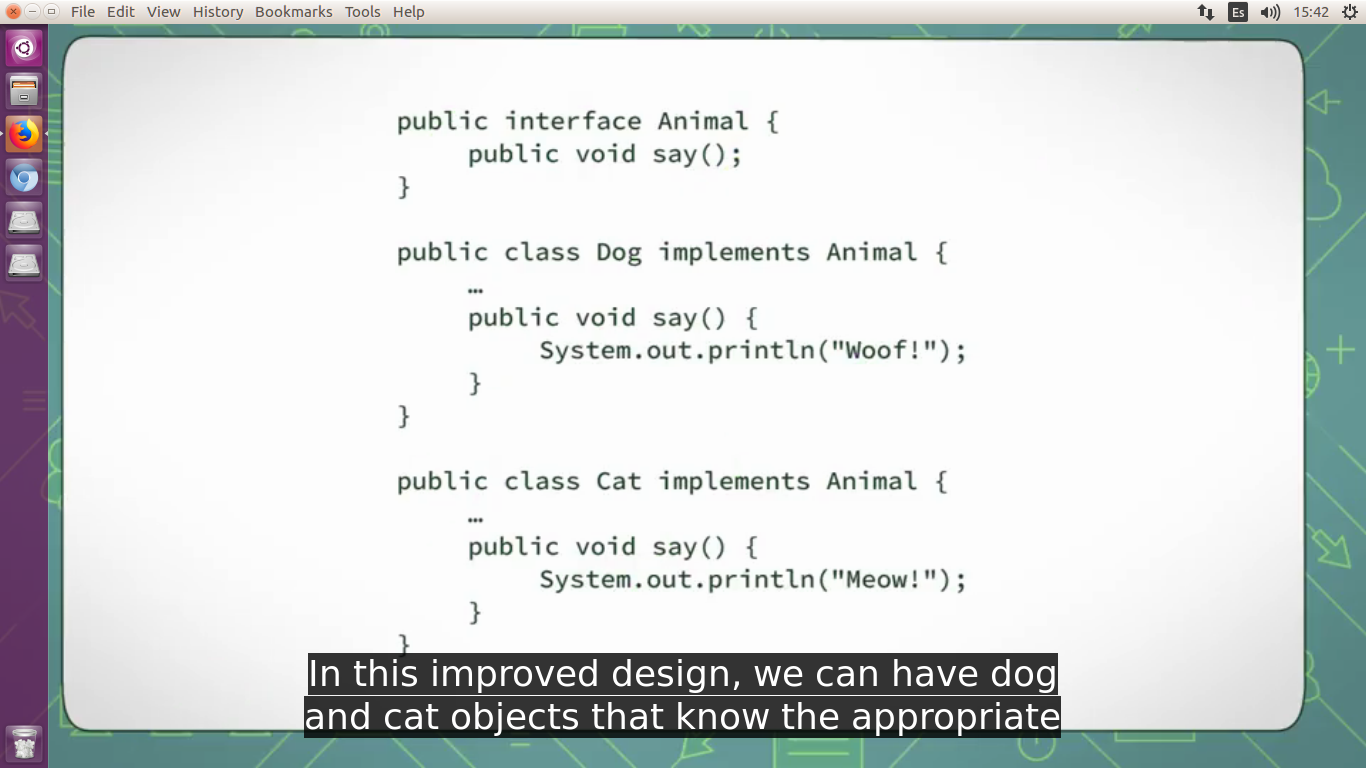 File Edit View History Bookmarks Tools Help Es 15:42
public interface Animal {
public void say();
}
public class Dog implements Animal {
…
public void say() {
System.out.println("Woof!");
}
}
public class Cat implements Animal {
…
public void say() {
System.out.println("Meow!");
}
}
In this improved design, we can have dog
and cat objects that know the appropriate